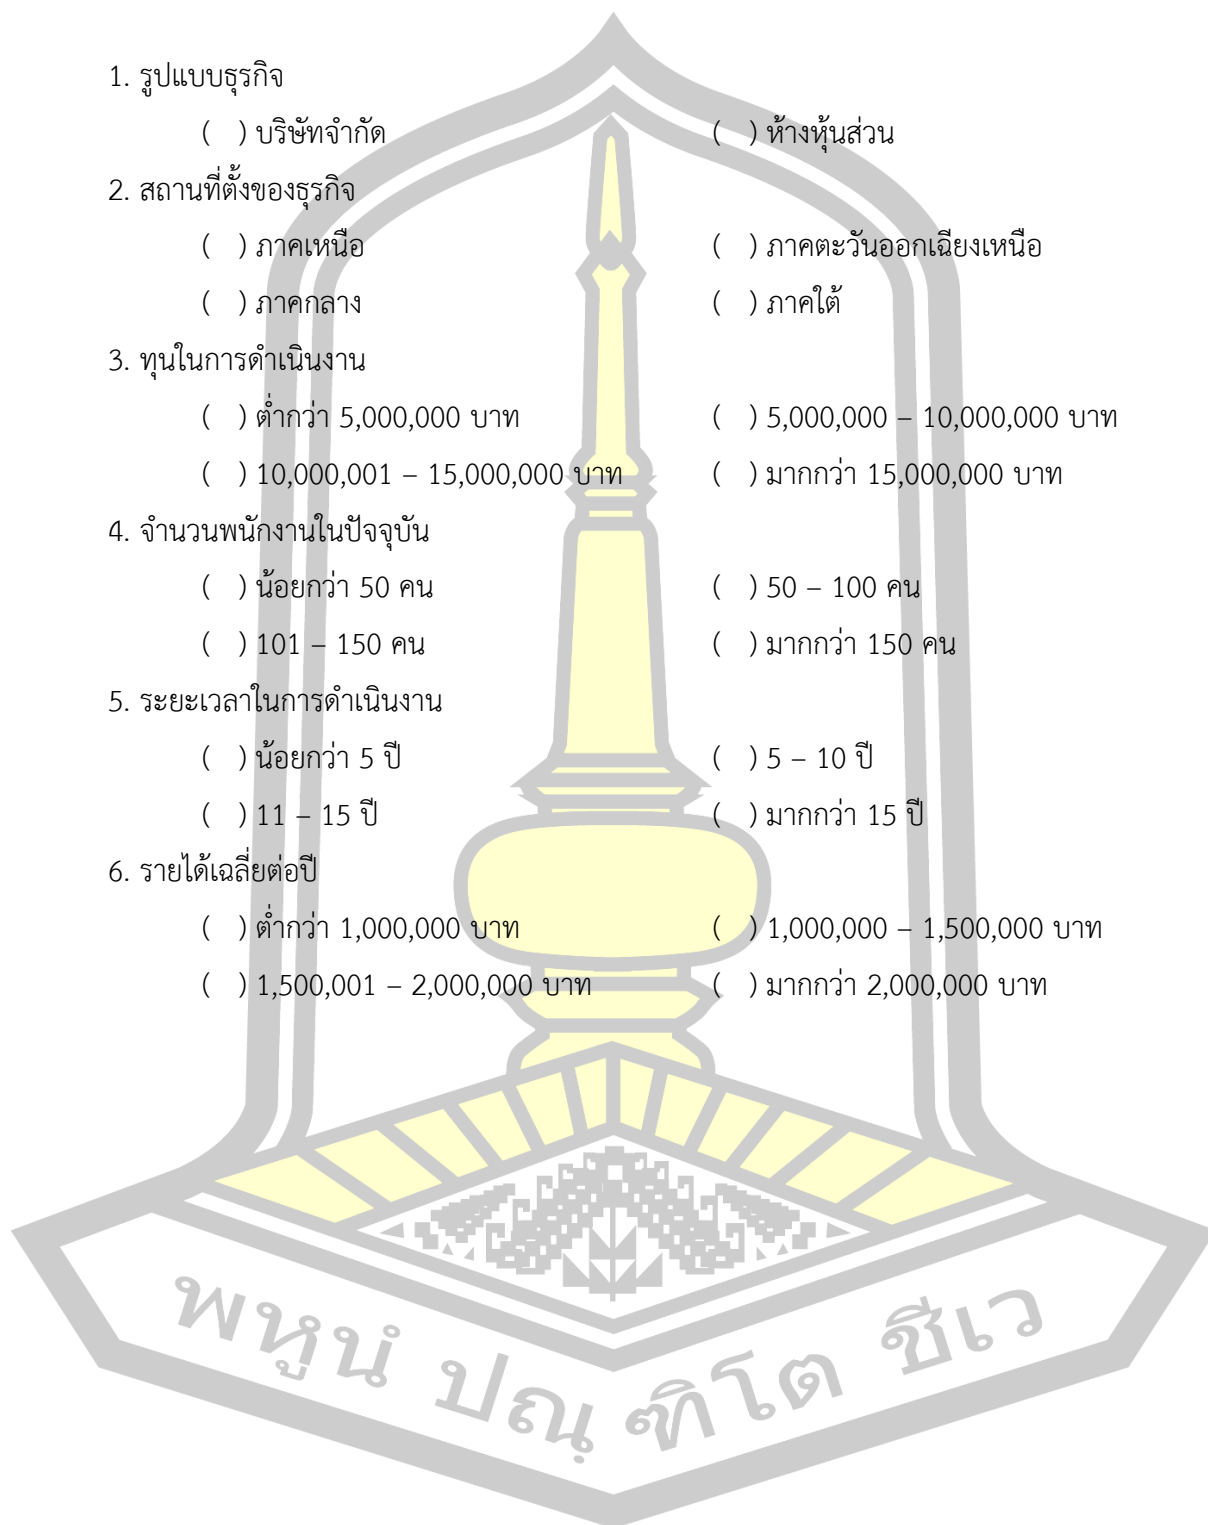 1. รูปแบบธุรกิจ
( ) บริษัทจำกัด ( ) ห้างหุ้นส่วน
2. สถานที่ตั้งของธุรกิจ
( ) ภาคเหนือ ( ) ภาคตะวันออกเฉียงเหนือ
( ) ภาคกลาง ( ) ภาคใต้
3. ทุนในการดำเนินงาน
( ) ต่ำกว่า 5,000,000 บาท ( ) 5,000,000 – 10,000,000 บาท
( ) 10,000,001 – 15,000,000 บาท ( ) มากกว่า 15,000,000 บาท
4. จำนวนพนักงานในปัจจุบัน
( ) น้อยกว่า 50 คน ( ) 50 – 100 คน
( ) 101 – 150 คน ( ) มากกว่า 150 คน
5. ระยะเวลาในการดำเนินงาน
( ) น้อยกว่า 5 ปี ( ) 5 – 10 ปี
( ) 11 – 15 ปี ( ) มากกว่า 15 ปี
6. รายได้เฉลี่ยต่อปี
( ) ต่ำกว่า 1,000,000 บาท ( ) 1,000,000 – 1,500,000 บาท
( ) 1,500,001 – 2,000,000 บาท ( ) มากกว่า 2,000,000 บาท
พหูนํ ปณฺ ฑิโต ชีเว